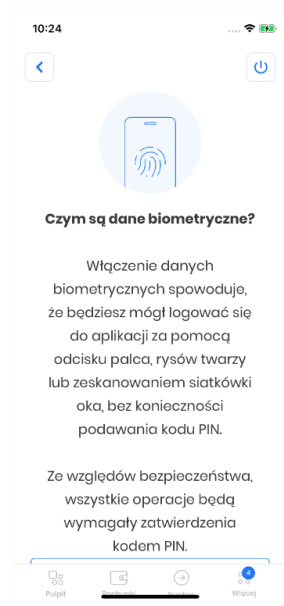 10:24
Czym są dane biometryczne?
Włączenie danych
biometrycznych spowoduje,
że będziesz mógł logować się
do aplikacji za pomocą
odcisku palca, rysów twarzy
lub zeskanowaniem siatkówki
oka, bez konieczności
podawania kodu PIN.
Ze względów bezpieczeństwa,
wszystkie operacje będą
wymagały zatwierdzenia
kodem PIN.
4
Pulpit Rachunki Przelew Więcej